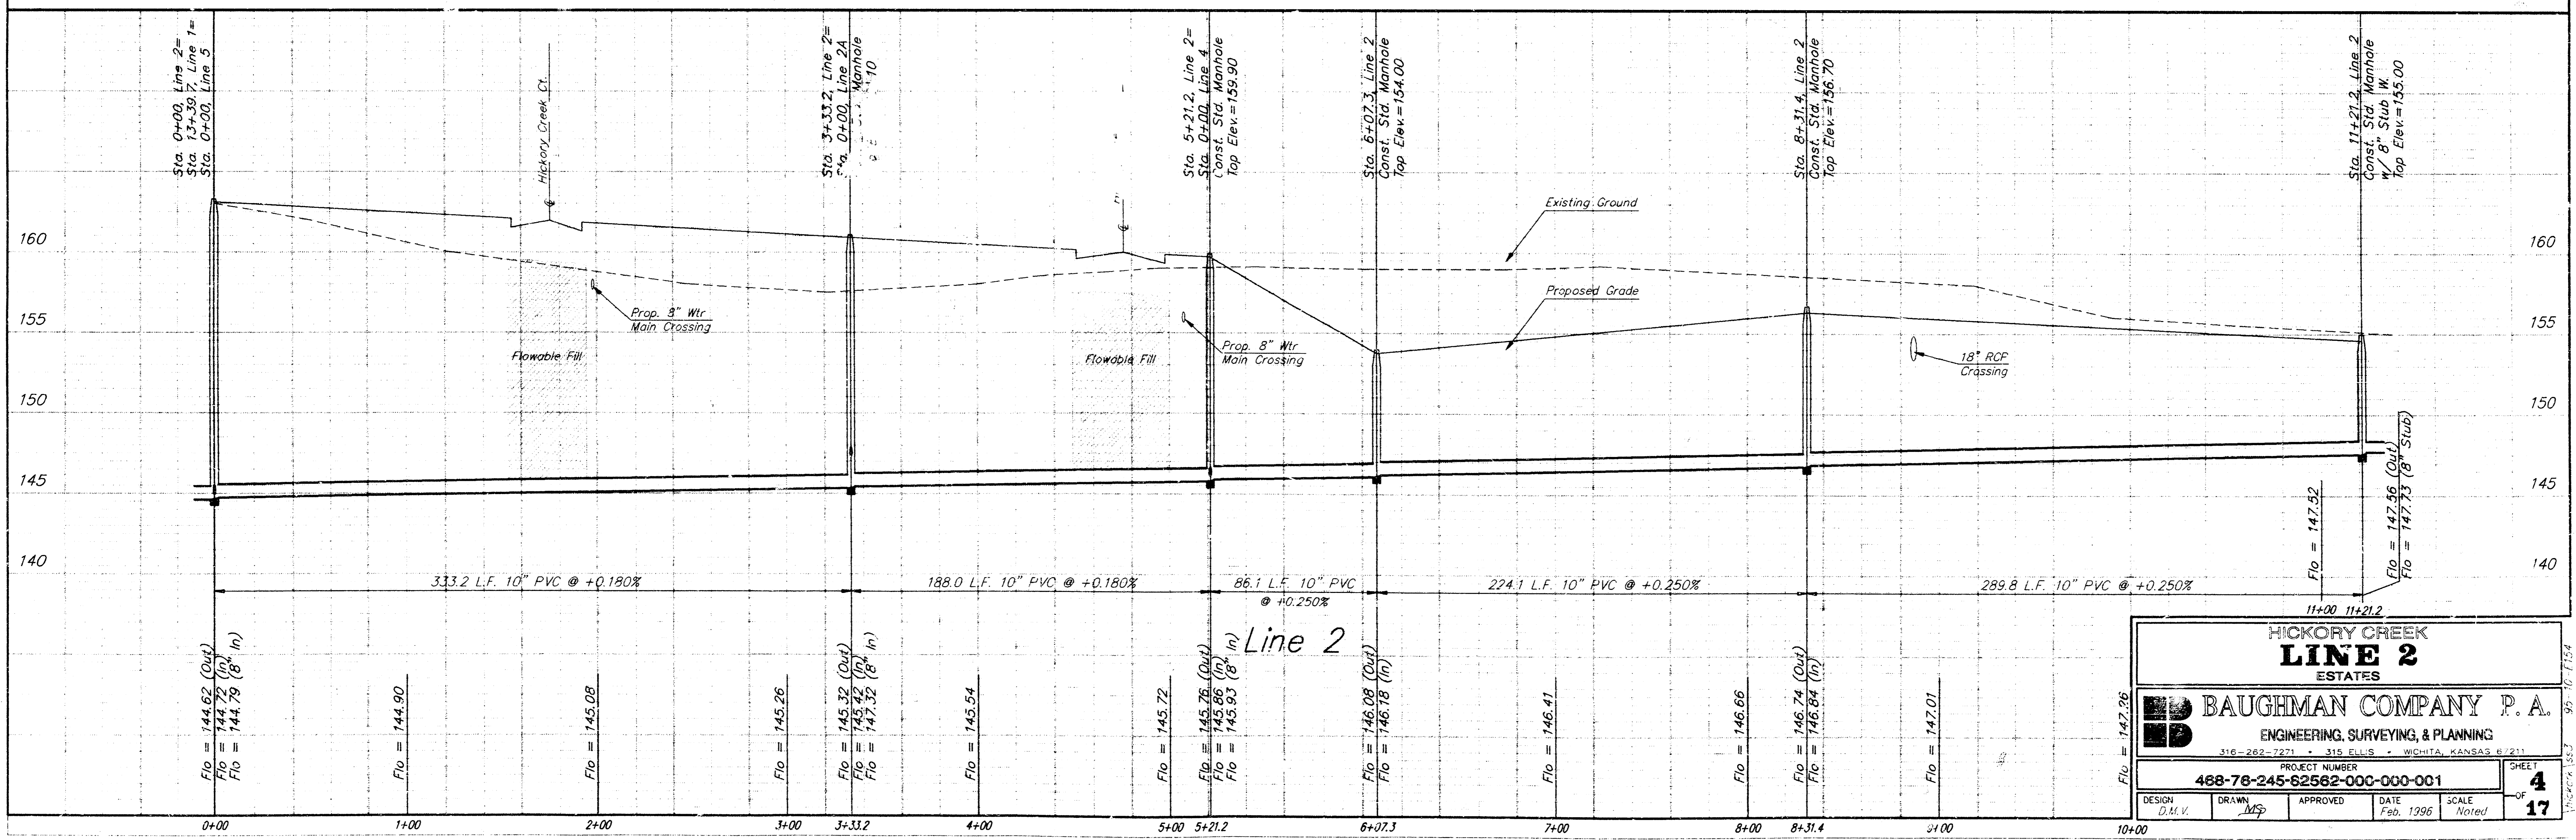 Sta. 0+00, Line 2=
Sta. 13+39.7, Line 1=
Sta. 0+00, Line 5
Hickory Creek Ct.
Sta. 3+33.2, Line 2=
0+00, Line 2A
Manhole
10
Sta. 5+21.2, Line 2=
Sta. 0+00, Line 4
Const. Std. Manhole
Top Elev.=159.90
Sta. 6+07.3, Line 2
Const. Std. Manhole
Top Elev.=154.00
Sta. 8+31.4, Line 2
Const. Std. Manhole
Top Elev.=156.70
Sta. 11+21.2, Line 2
Const. Std. Manhole
w/ 8" Stub W.
Top Elev.=155.00
℄
℄
Existing Ground
Proposed Grade
160
160
155
155
150
150
145
145
140
140
Prop. 8" Wtr
Main Crossing
Flowable Fill
Prop. 8" Wtr
Main Crossing
Flowable Fill
18" RCP
Crossing
333.2 L.F. 10" PVC @ +0.180%
188.0 L.F. 10" PVC @ +0.180%
86.1 L.F. 10" PVC
@ +0.250%
224.1 L.F. 10" PVC @ +0.250%
289.8 L.F. 10" PVC @ +0.250%
Flo = 147.52
Flo = 147.56 (Out)
Flo = 147.73 (8" Stub)
11+00 11+21.2
Line 2
Flo = 144.62 (Out)
Flo = 144.72 (In)
Flo = 144.79 (8" In)
Flo = 144.90
Flo = 145.08
Flo = 145.26
Flo = 145.32 (Out)
Flo = 145.42 (In)
Flo = 147.32 (8" In)
Flo = 145.54
Flo = 145.72
Flo = 145.76 (Out)
Flo = 145.86 (In)
Flo = 145.93 (8" In)
Flo = 146.08 (Out)
Flo = 146.18 (In)
Flo = 146.41
Flo = 146.66
Flo = 146.74 (Out)
Flo = 146.84 (In)
Flo = 147.01
Flo = 147.26
0+00
1+00
2+00
3+00
3+33.2
4+00
5+00
5+21.2
6+07.3
7+00
8+00
8+31.4
9+00
10+00
HICKORY CREEK
LINE 2
ESTATES
BAUGHMAN COMPANY P. A.
ENGINEERING, SURVEYING, & PLANNING
316-262-7271 • 315 ELLIS • WICHITA, KANSAS 67211
PROJECT NUMBER
468-76-245-82562-000-000-001
SHEET
4
OF
17
DESIGN
D.M.V.
DRAWN
MSP
APPROVED
DATE
Feb. 1996
SCALE
Noted